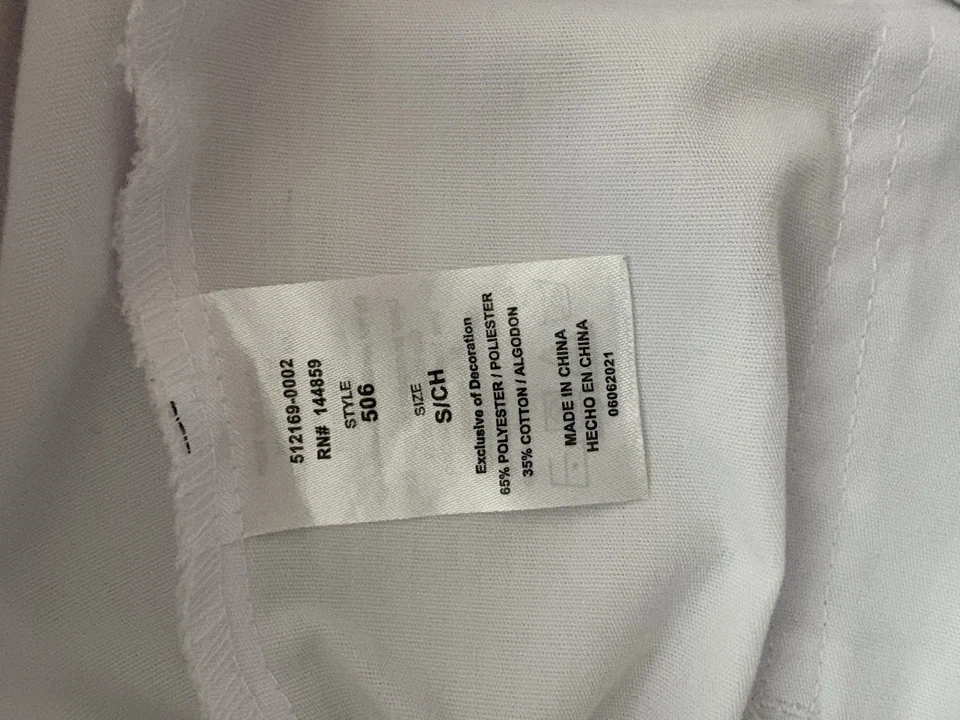 512169-0002
RN# 144859
STYLE
506
SIZE
S/CH
Exclusive of Decoration
65% POLYESTER / POLIESTER
35% COTTON / ALGODON
MADE IN CHINA
HECHO EN CHINA
06062021